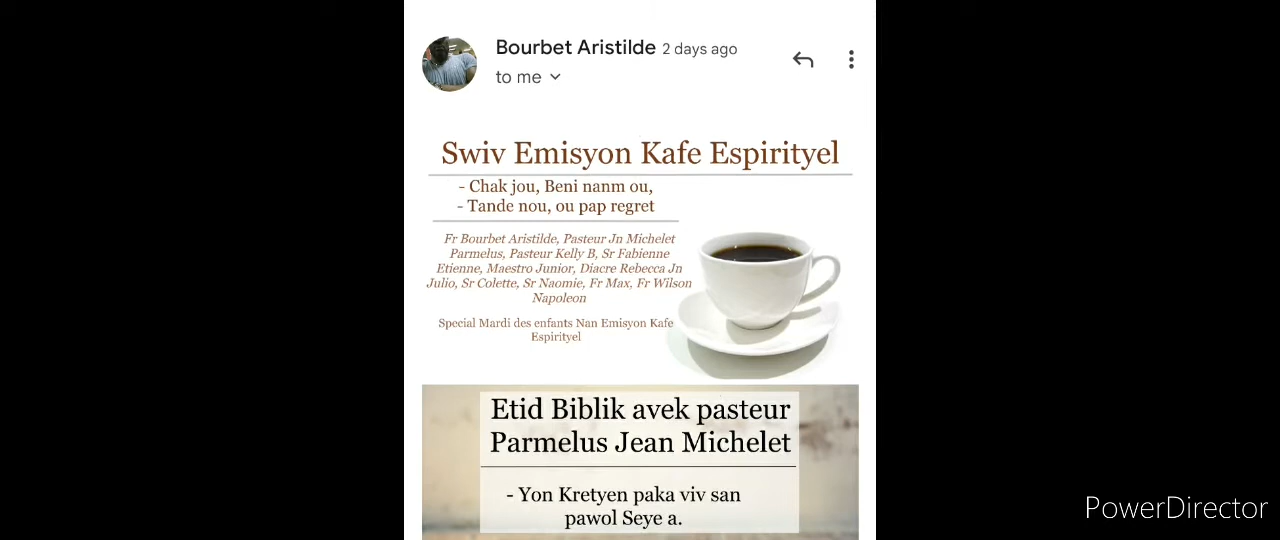 Bourbet Aristilde 2 days ago
to me
Swiv Emisyon Kafe Espirityel
- Chak jou, Beni nanm ou,
- Tande nou, ou pap regret
Fr Bourbet Aristilde, Pasteur Jn Michelet
Parmelus, Pasteur Kelly B, Sr Fabienne
Etienne, Maestro Junior, Diacre Rebecca Jn
Julio, Sr Colette, Sr Naomie, Fr Max, Fr Wilson
Napoleon
Special Mardi des enfants Nan Emisyon Kafe
Espirityel
Etid Biblik avek pasteur
Parmelus Jean Michelet
- Yon Kretyen paka viv san
pawol Seye a.
PowerDirector